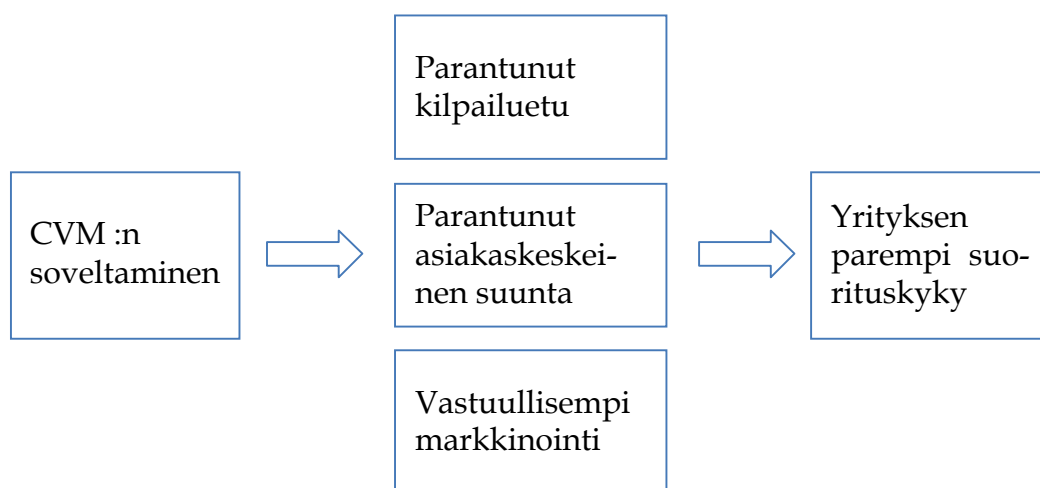 CVM :n
soveltaminen
Parantunut
kilpailuetu
Parantunut
asiakaskeskei-
nen suunta
Vastuullisempi
markkinointi
Yrityksen
parempi suo-
rituskyky